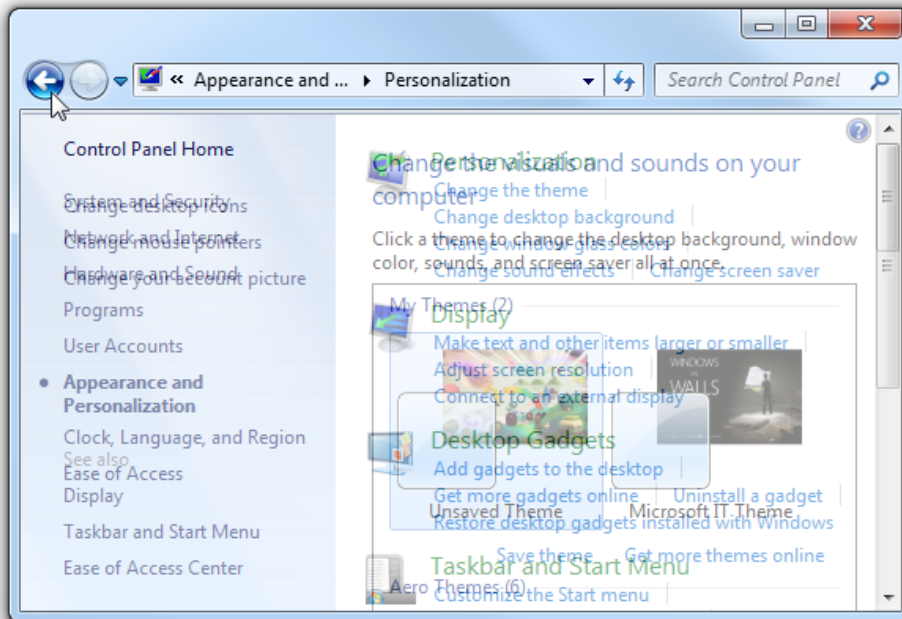 « Appearance and ... ▸ Personalization
Search Control Panel
Control Panel Home
System and Security
Change desktop icons
Network and Internet
Change mouse pointers
Hardware and Sound
Change your account picture
Programs
User Accounts
Appearance and
Personalization
Clock, Language, and Region
See also
Ease of Access
Display
Taskbar and Start Menu
Ease of Access Center
Personalization
Change the visuals and sounds on your
computer
Change the theme
Change desktop background
Click a theme to change the desktop background, window
color, sounds, and screen saver all at once.
Change window glass colors
Change sound effects
Change screen saver
My Themes (2)
Display
Make text and other items larger or smaller
Adjust screen resolution
Connect to an external display
WINDOWS
VS
WALLS
Desktop Gadgets
Add gadgets to the desktop
Get more gadgets online
Uninstall a gadget
Unsaved Theme
Microsoft IT Theme
Restore desktop gadgets installed with Windows
Save theme
Get more themes online
Taskbar and Start Menu
Aero Themes (6)
Customize the Start menu